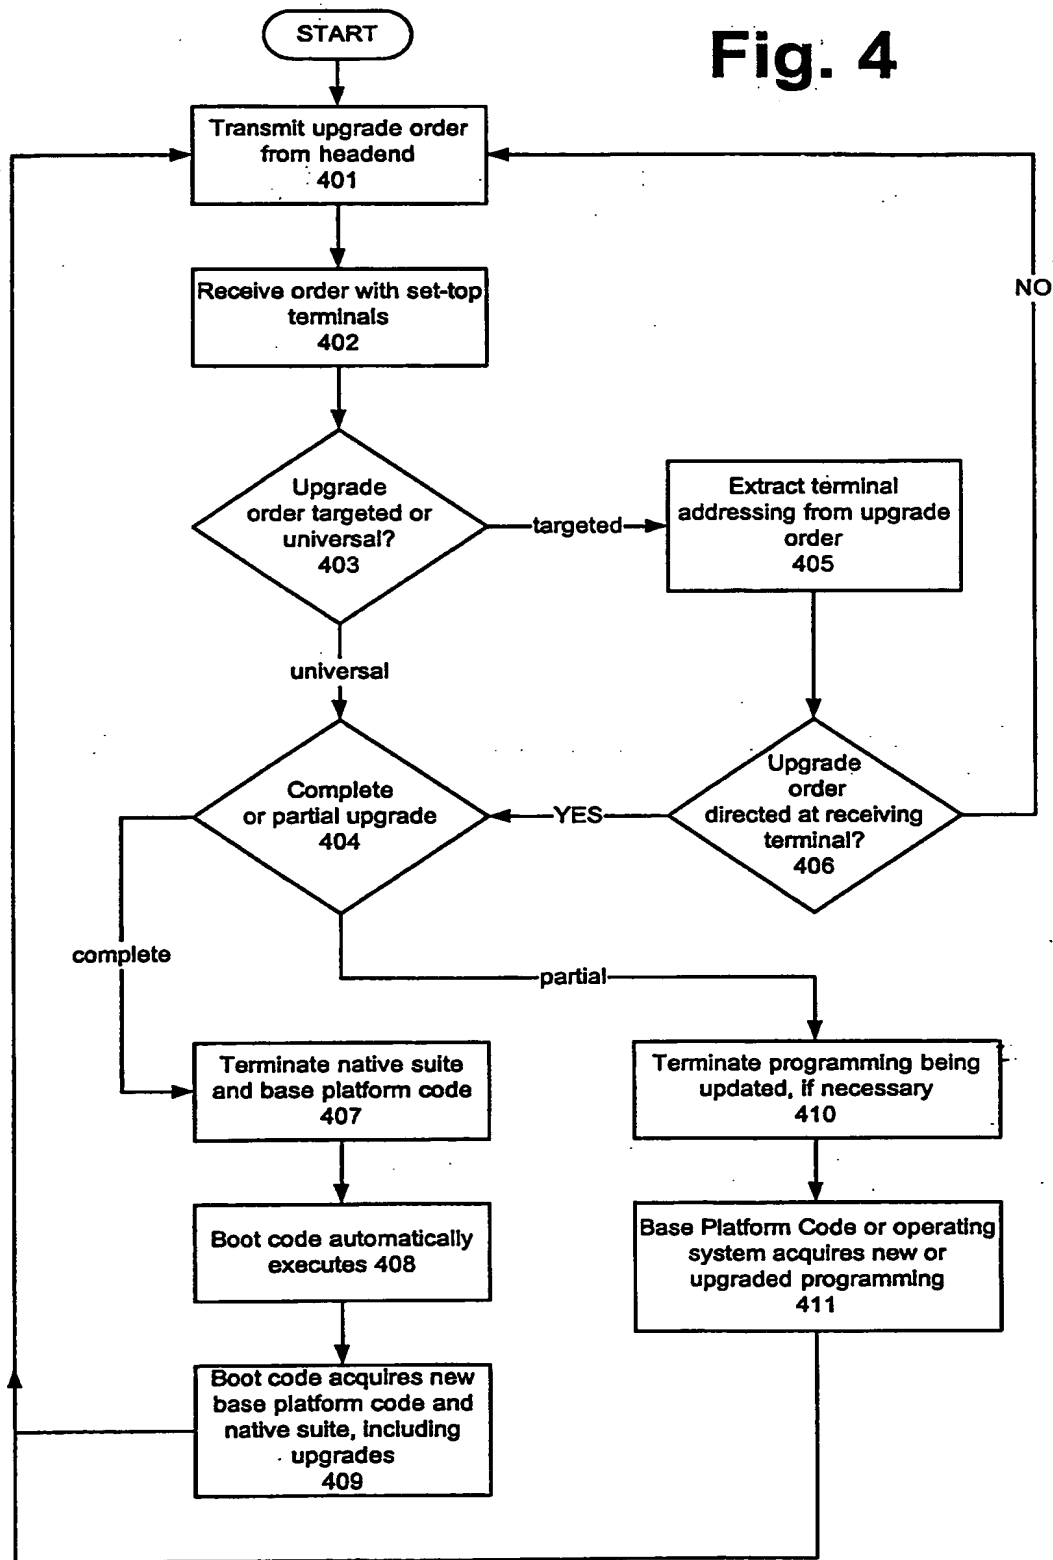 START
Fig. 4
Transmit upgrade order
from headend
401
Receive order with set-top
terminals
402
NO
Upgrade
order targeted or
universal?
403
targeted
Extract terminal
addressing from upgrade
order
405
universal
Complete
or partial upgrade
404
YES
Upgrade
order
directed at receiving
terminal?
406
complete
partial
Terminate native suite
and base platform code
407
Terminate programming being
updated, if necessary
410
Boot code automatically
executes 408
Base Platform Code or operating
system acquires new or
upgraded programming
411
Boot code acquires new
base platform code and
native suite, including
upgrades
409